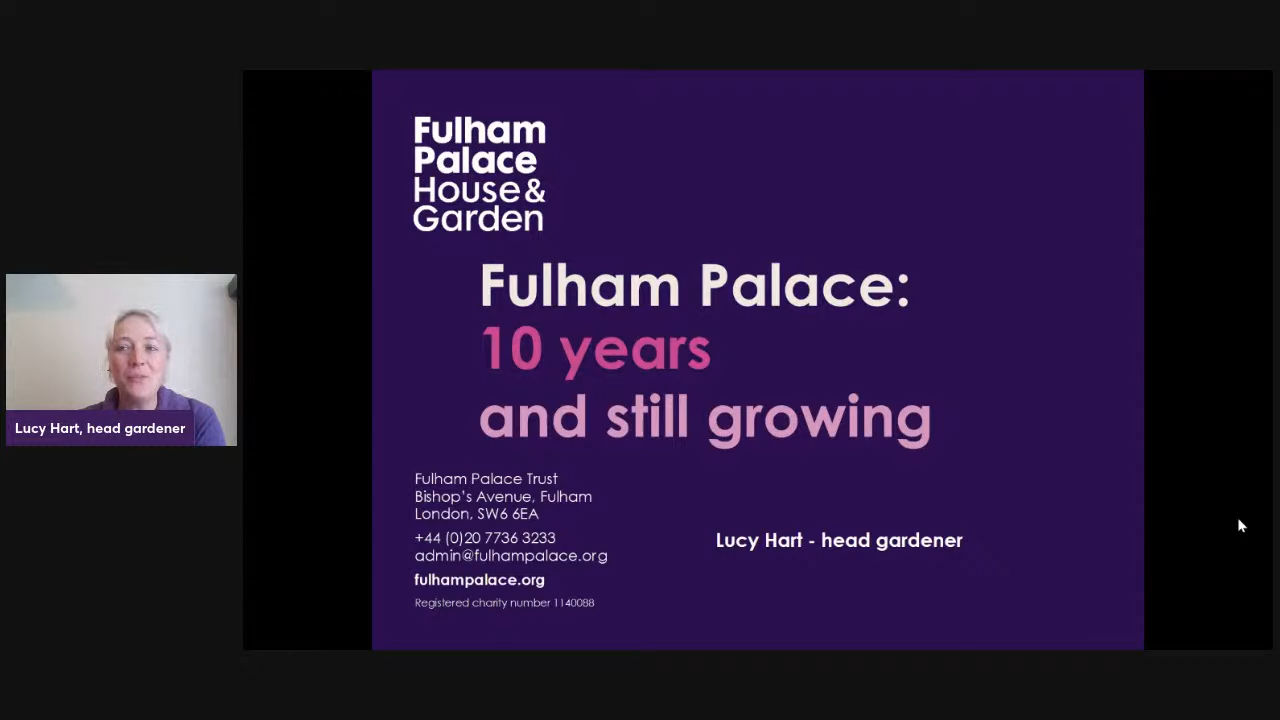 Fulham
Palace
House &
Garden
Fulham Palace:
10 years
and still growing
Fulham Palace Trust
Bishop's Avenue, Fulham
London, SW6 6EA
+44 (0)20 7736 3233
admin@fulhampalace.org
fulhampalace.org
Registered charity number 1140088
Lucy Hart - head gardener
Lucy Hart, head gardener